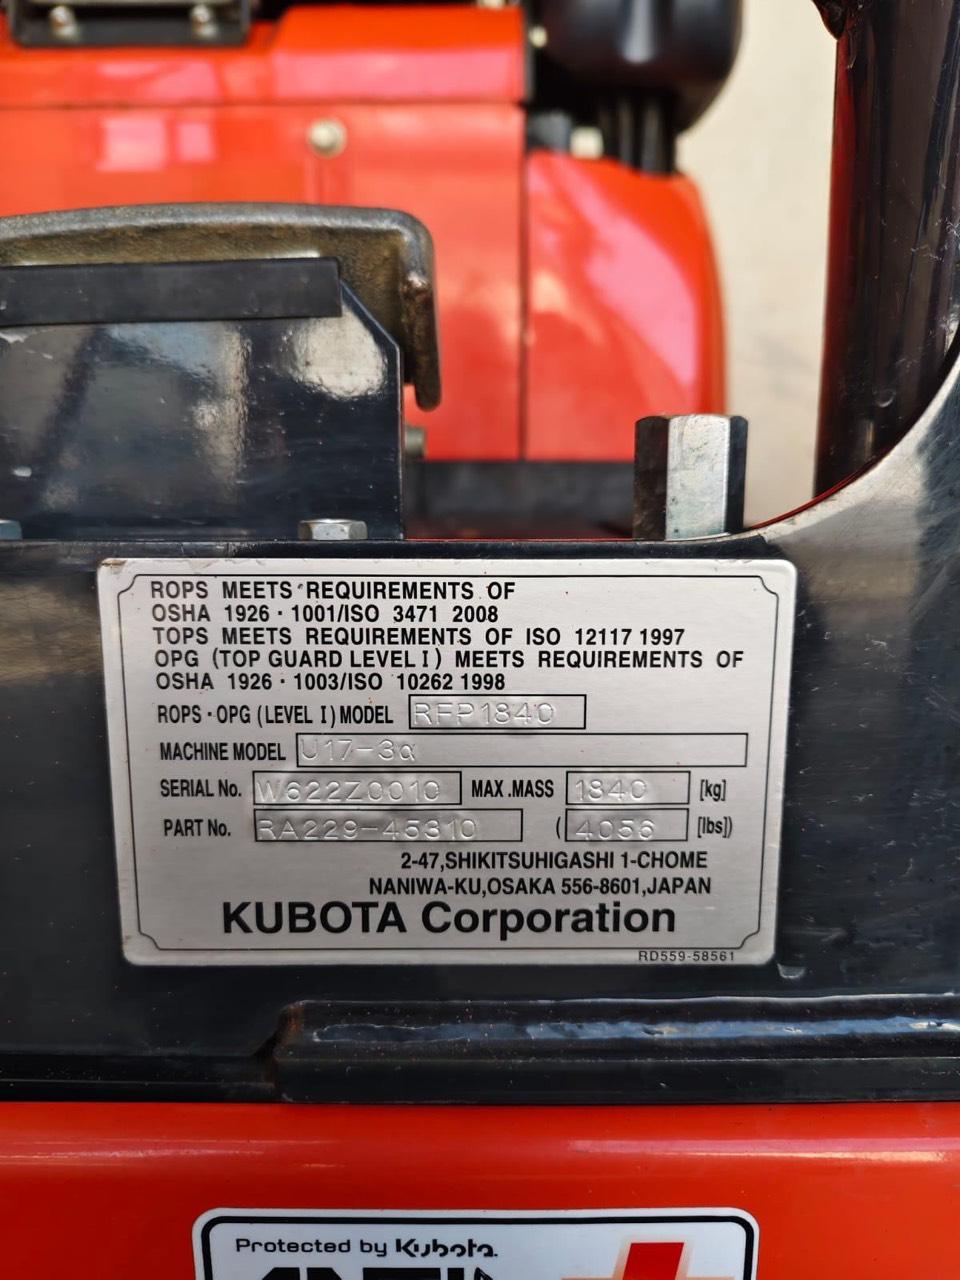 ROPS MEETS REQUIREMENTS OF
OSHA 1926・1001/ISO 3471 2008
TOPS MEETS REQUIREMENTS OF ISO 12117 1997
OPG (TOP GUARD LEVEL I) MEETS REQUIREMENTS OF
OSHA 1926・1003/ISO 10262 1998
ROPS・OPG (LEVEL I) MODEL RFP1840
MACHINE MODEL U17-3α
SERIAL No. W622Z0010 MAX.MASS 1840 [kg]
PART No. RA229-45310 (4056 [lbs])
2-47,SHIKITSUHIGASHI 1-CHOME
NANIWA-KU,OSAKA 556-8601,JAPAN
KUBOTA Corporation
RD559-58561
Protected by Kubota.